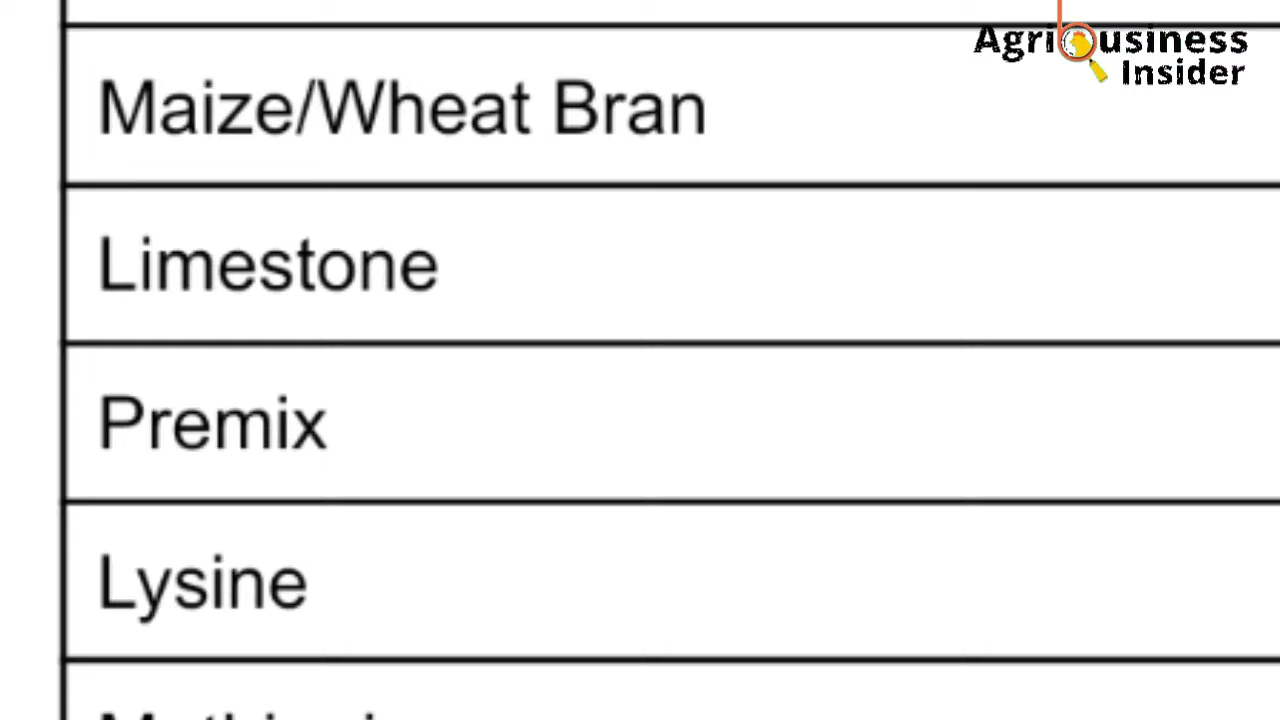 Agribusiness
Insider
Maize/Wheat Bran
Limestone
Premix
Lysine